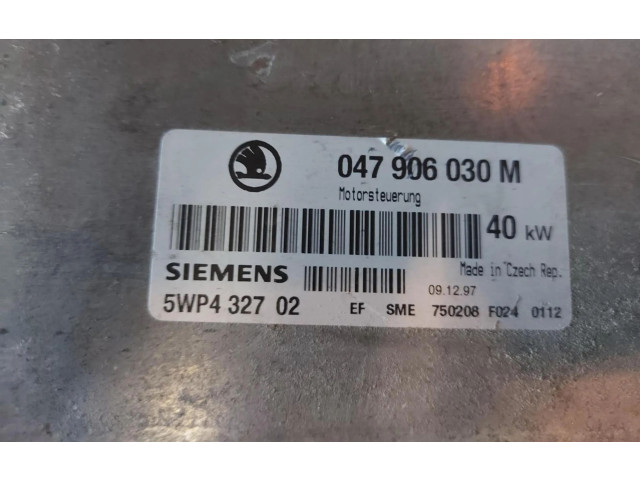 047 906 030 M
Motorsteuerung
40 kW
SIEMENS
Made in Czech Rep.
09.12.97
5WP4 327 02 EF SME 750208 F024 0112